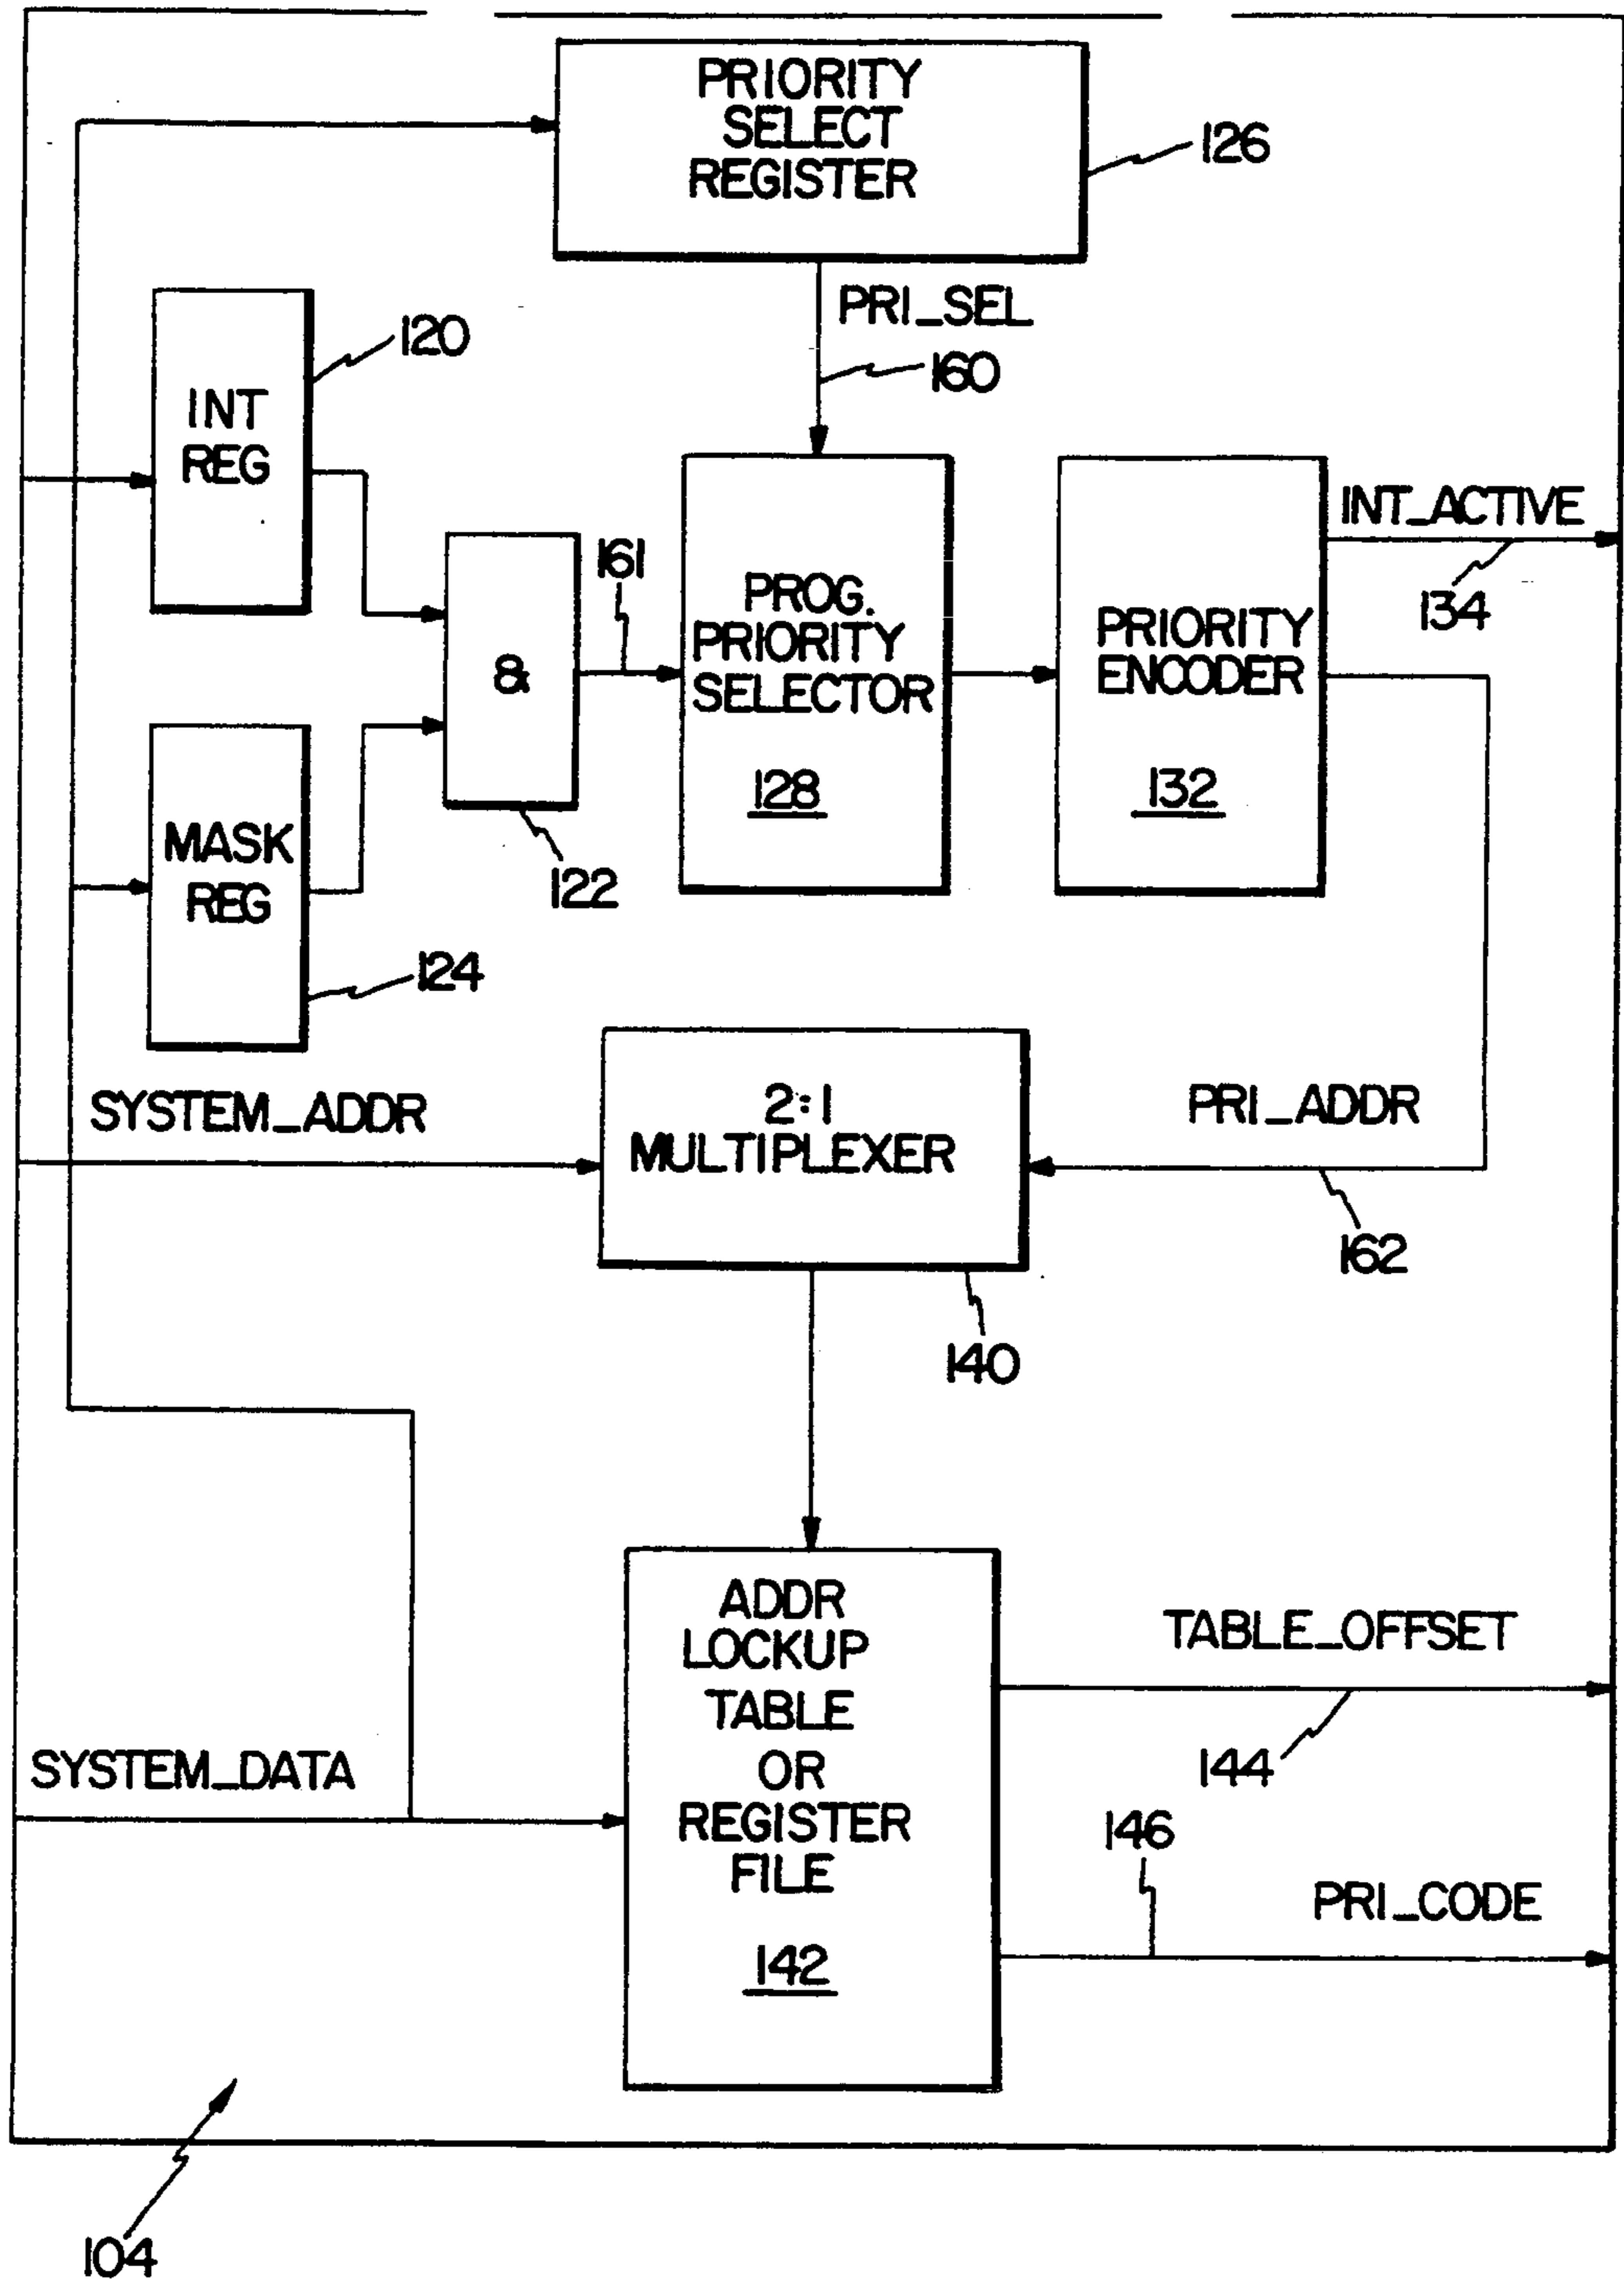 PRIORITY
SELECT
REGISTER
126
PRI_SEL
160
120
INT
REG
INT_ACTIVE
134
161
&
PROG.
PRIORITY
SELECTOR
128
PRIORITY
ENCODER
132
122
MASK
REG
124
SYSTEM_ADDR
2:1
MULTIPLEXER
PRI_ADDR
162
140
ADDR
LOCKUP
TABLE
OR
REGISTER
FILE
142
TABLE_OFFSET
144
SYSTEM_DATA
146
PRI_CODE
104